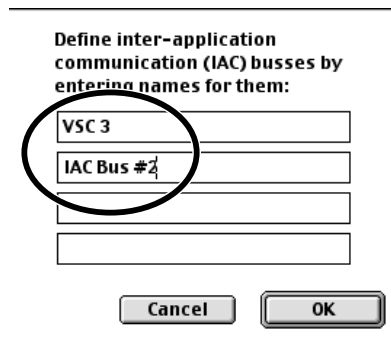 Define inter-application
communication (IAC) busses by
entering names for them:
VSC 3
IAC Bus #2
Cancel
OK